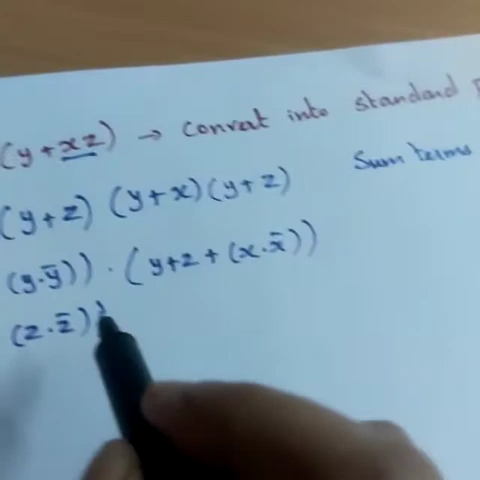 (y + xz) → Convert into standard
(y+z) (y+x)(y+z) Sum terms
(y.ȳ)) . (y+z + (x.x̄))
(z.z̄))